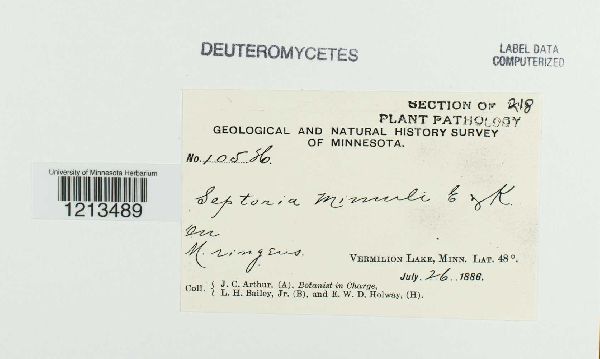 DEUTEROMYCETES
LABEL DATA
COMPUTERIZED
SECTION OF 218
PLANT PATHOLOGY
GEOLOGICAL AND NATURAL HISTORY SURVEY
OF MINNESOTA.
No. 105 H.
Septoria mimuli E & K.
on
M. ringens.
VERMILION LAKE, MINN. LAT. 48°.
July 26, 1886.
Coll. { J. C. Arthur, (A), Botanist in Charge,
{ L. H. Bailey, Jr. (B), and E. W. D. Holway, (H).
University of Minnesota Herbarium
1213489